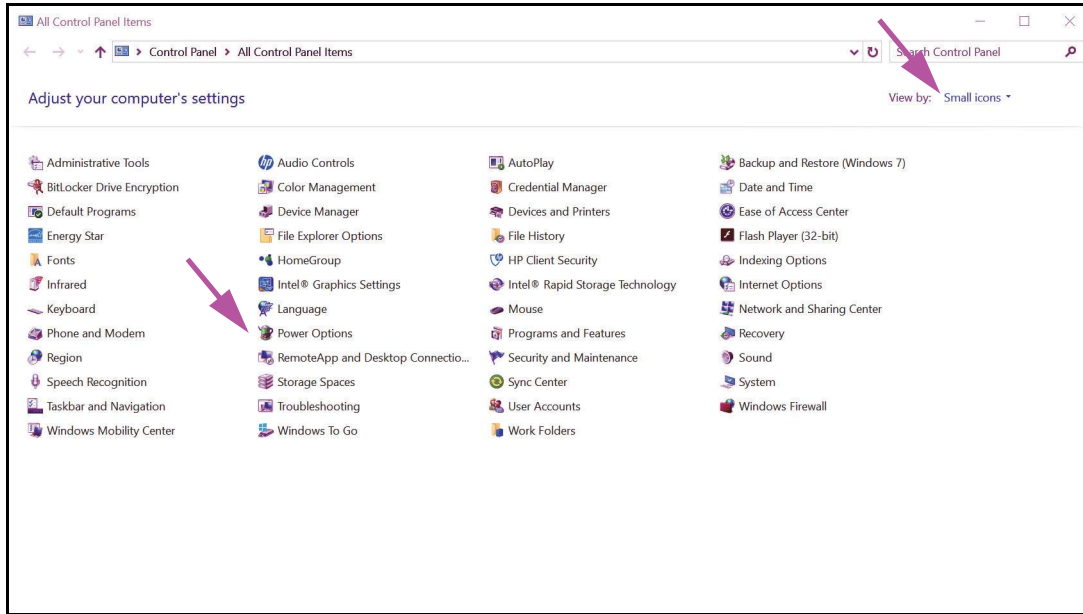 All Control Panel Items
Control Panel > All Control Panel Items
Search Control Panel
Adjust your computer's settings
View by: Small icons
Administrative Tools
Audio Controls
AutoPlay
Backup and Restore (Windows 7)
BitLocker Drive Encryption
Color Management
Credential Manager
Date and Time
Default Programs
Device Manager
Devices and Printers
Ease of Access Center
Energy Star
File Explorer Options
File History
Flash Player (32-bit)
Fonts
HomeGroup
HP Client Security
Indexing Options
Infrared
Intel® Graphics Settings
Intel® Rapid Storage Technology
Internet Options
Keyboard
Language
Mouse
Network and Sharing Center
Phone and Modem
Power Options
Programs and Features
Recovery
Region
RemoteApp and Desktop Connectio...
Security and Maintenance
Sound
Speech Recognition
Storage Spaces
Sync Center
System
Taskbar and Navigation
Troubleshooting
User Accounts
Windows Firewall
Windows Mobility Center
Windows To Go
Work Folders